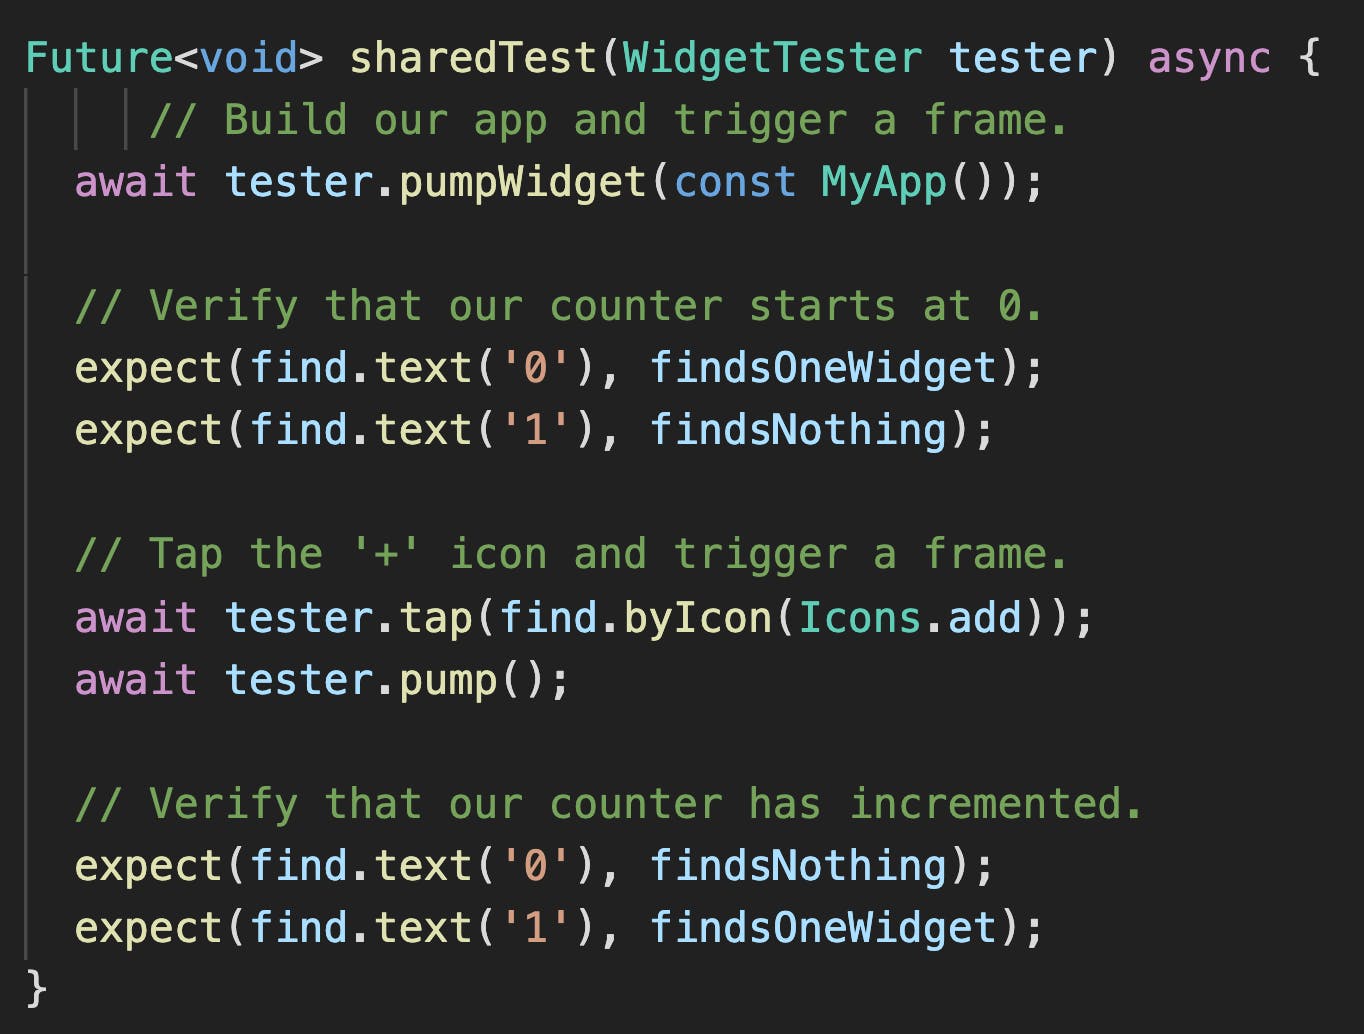 Future<void> sharedTest(WidgetTester tester) async {
      // Build our app and trigger a frame.
  await tester.pumpWidget(const MyApp());

  // Verify that our counter starts at 0.
  expect(find.text('0'), findsOneWidget);
  expect(find.text('1'), findsNothing);

  // Tap the '+' icon and trigger a frame.
  await tester.tap(find.byIcon(Icons.add));
  await tester.pump();

  // Verify that our counter has incremented.
  expect(find.text('0'), findsNothing);
  expect(find.text('1'), findsOneWidget);
}